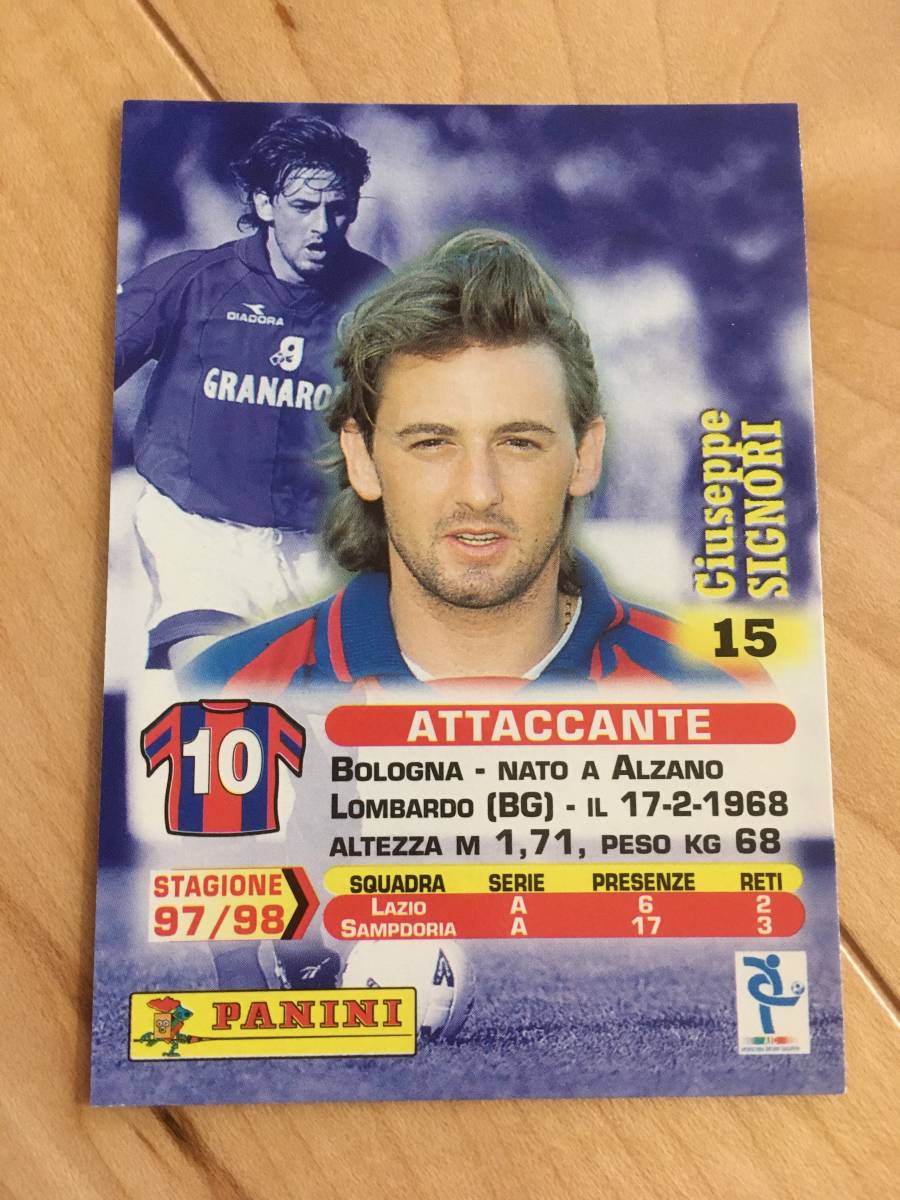 DIADORA
g
GRANARO
Giuseppe
SIGNORI
15
10
ATTACCANTE
BOLOGNA - NATO A ALZANO
LOMBARDO (BG) - IL 17-2-1968
ALTEZZA M 1,71, PESO KG 68
STAGIONE
97/98
SQUADRA SERIE PRESENZE RETI
LAZIO A 6 2
SAMPDORIA A 17 3
PANINI